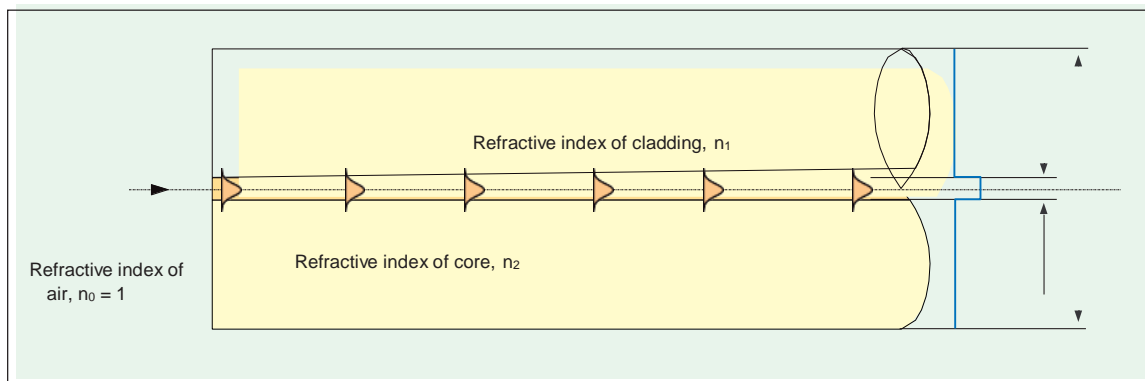 Refractive index of cladding, n₁
Refractive index of core, n₂
Refractive index of
air, n₀ = 1